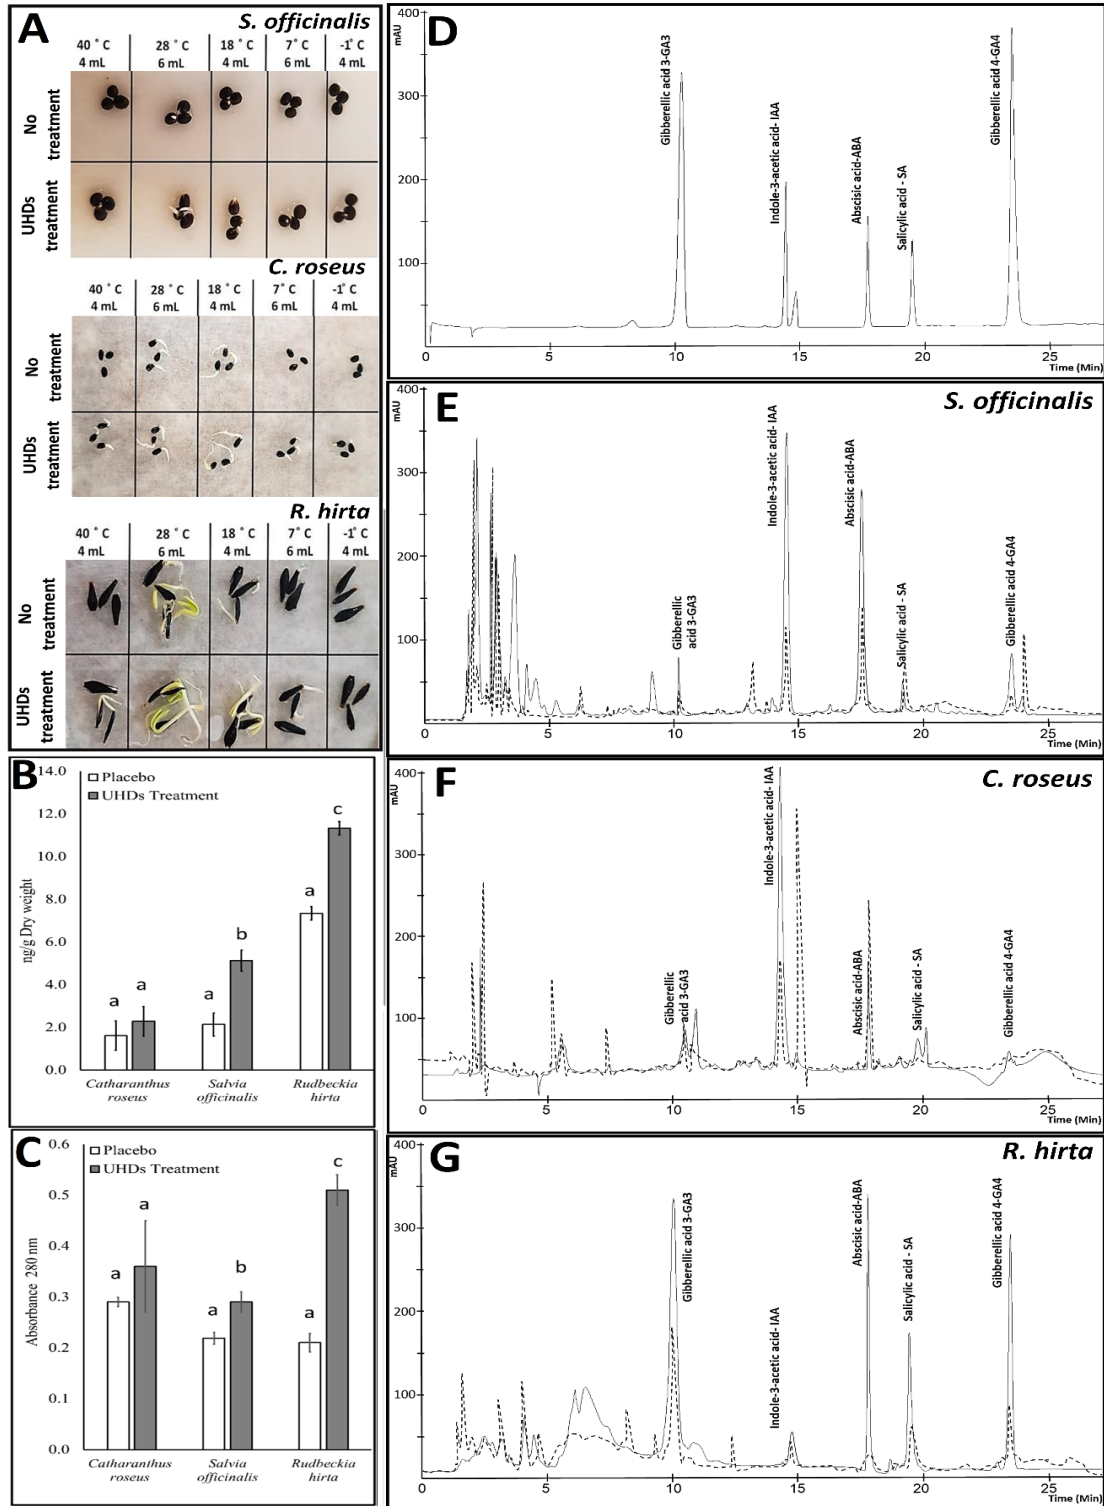 A
S. officinalis
40 ° C 28 ° C 18 ° C 7 ° C -1° C
4 mL 6 mL 4 mL 6 mL 4 mL
No
treatment
UHDs
treatment
C. roseus
40 ° C 28 ° C 18 ° C 7 ° C -1° C
4 mL 6 mL 4 mL 6 mL 4 mL
No
treatment
UHDs
treatment
R. hirta
40 ° C 28 ° C 18 ° C 7 ° C -1° C
4 mL 6 mL 4 mL 6 mL 4 mL
No
treatment
UHDs
treatment
B
Placebo
UHDs Treatment
ng/g Dry weight
14.0
12.0
10.0
8.0
6.0
4.0
2.0
0.0
a a a b a c
Catharanthus Salvia Rudbeckia
roseus officinalis hirta
C
Placebo
UHDs Treatment
Absorbance 280 nm
0.6
0.5
0.4
0.3
0.2
0.1
0.0
a a a b a c
Catharanthus Salvia Rudbeckia
roseus officinalis hirta
D
mAU
400
300
200
100
Gibberellic acid 3-GA3
Indole-3-acetic acid- IAA
Abscisic acid-ABA
Salicylic acid - SA
Gibberellic acid 4-GA4
0 5 10 15 20 25
Time (Min)
E
S. officinalis
mAU
400
300
200
100
Gibberellic
acid 3-GA3
Indole-3-acetic acid- IAA
Abscisic acid-ABA
Salicylic acid - SA
Gibberellic acid 4-GA4
0 5 10 15 20 25
Time (Min)
F
C. roseus
mAU
400
300
200
100
Gibberellic
acid 3-GA3
Indole-3-acetic acid- IAA
Abscisic acid-ABA
Salicylic acid - SA
Gibberellic acid 4-GA4
0 5 10 15 20 25
Time (Min)
G
R. hirta
mAU
400
300
200
100
Gibberellic acid 3-GA3
Indole-3-acetic acid- IAA
Abscisic acid-ABA
Salicylic acid - SA
Gibberellic acid 4-GA4
0 5 10 15 20 25
Time (Min)